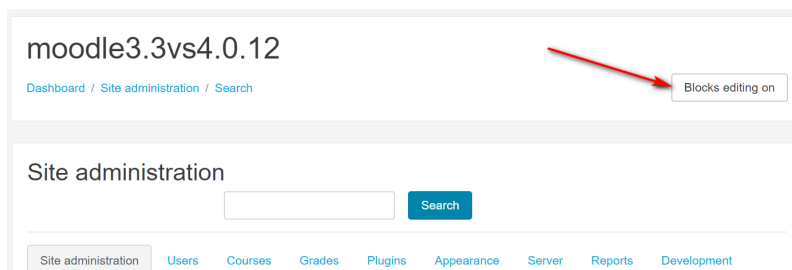 moodle3.3vs4.0.12
Dashboard / Site administration / Search
Blocks editing on
Site administration
Search
Site administration Users Courses Grades Plugins Appearance Server Reports Development